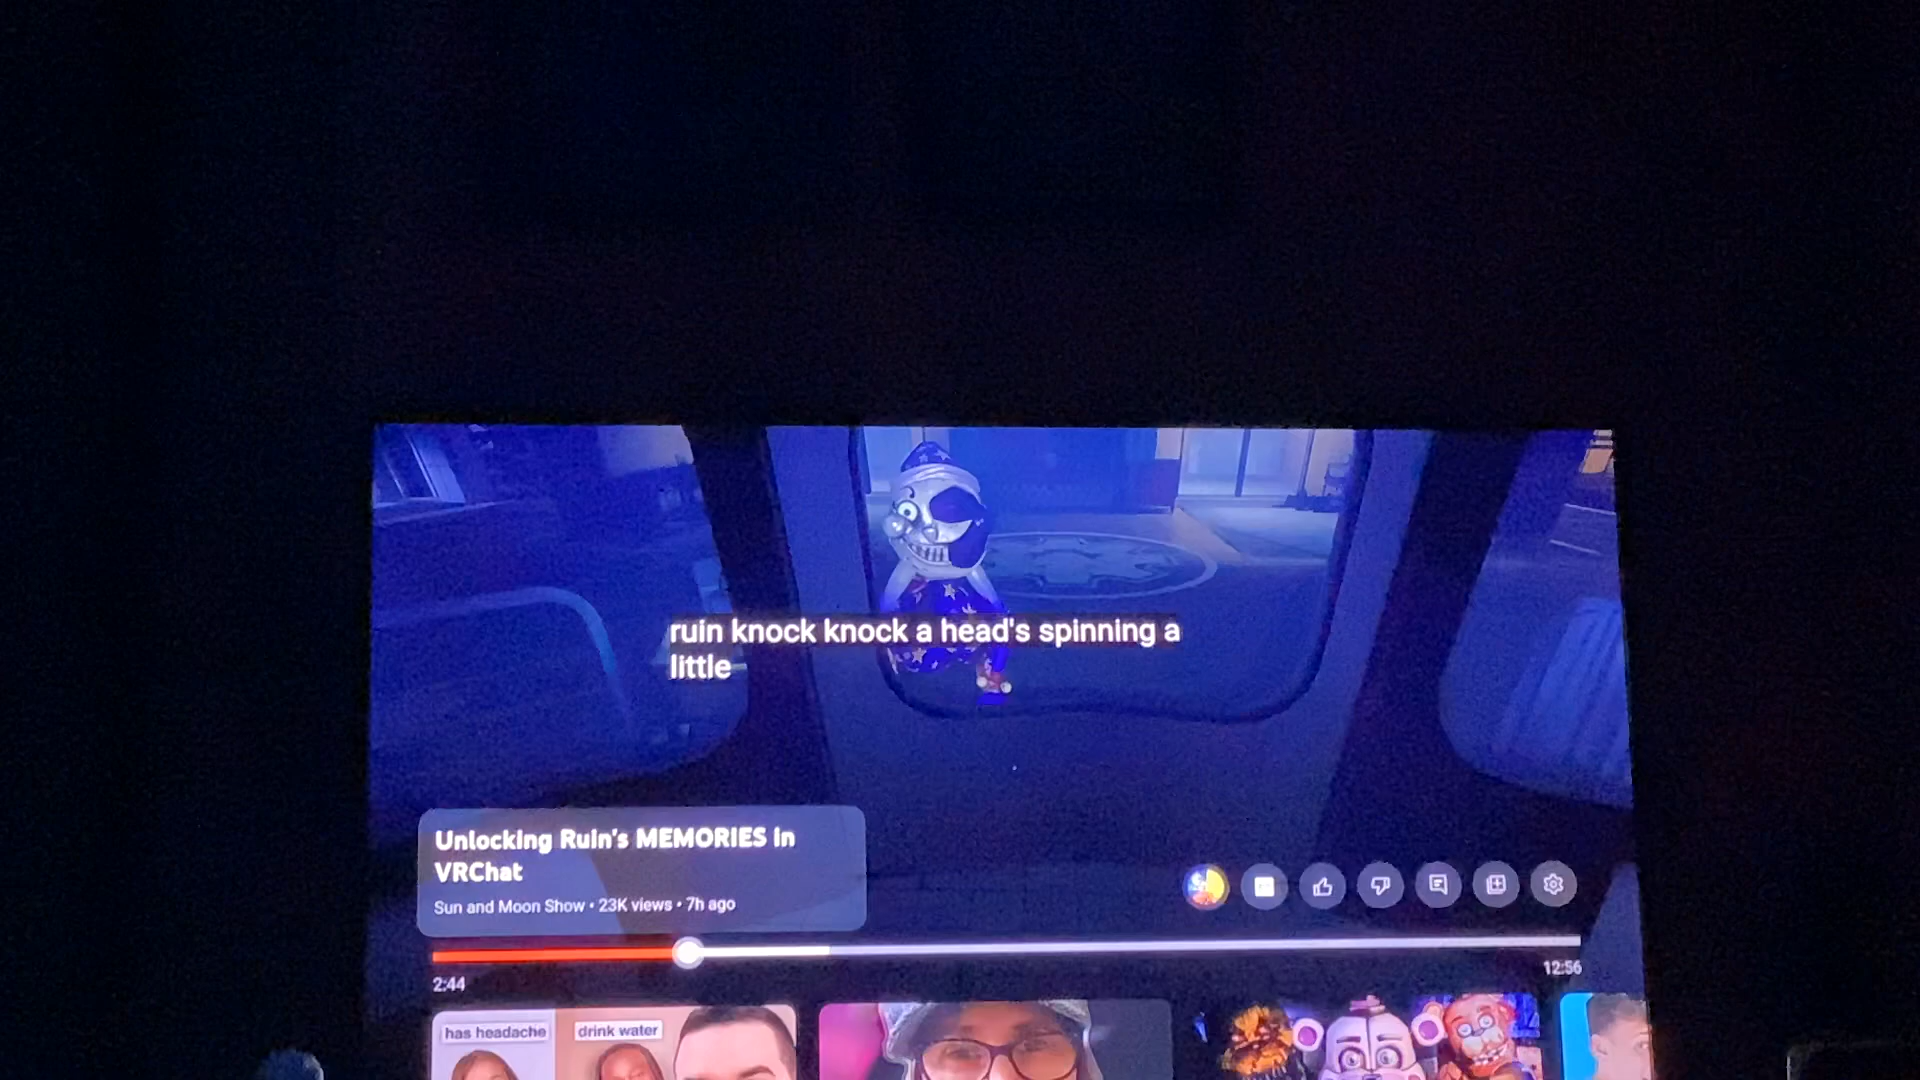 ruin knock knock a head's spinning a
little
Unlocking Ruin's MEMORIES in
VRChat
Sun and Moon Show • 23K views • 7h ago
2:44
12:56
has headache
drink water